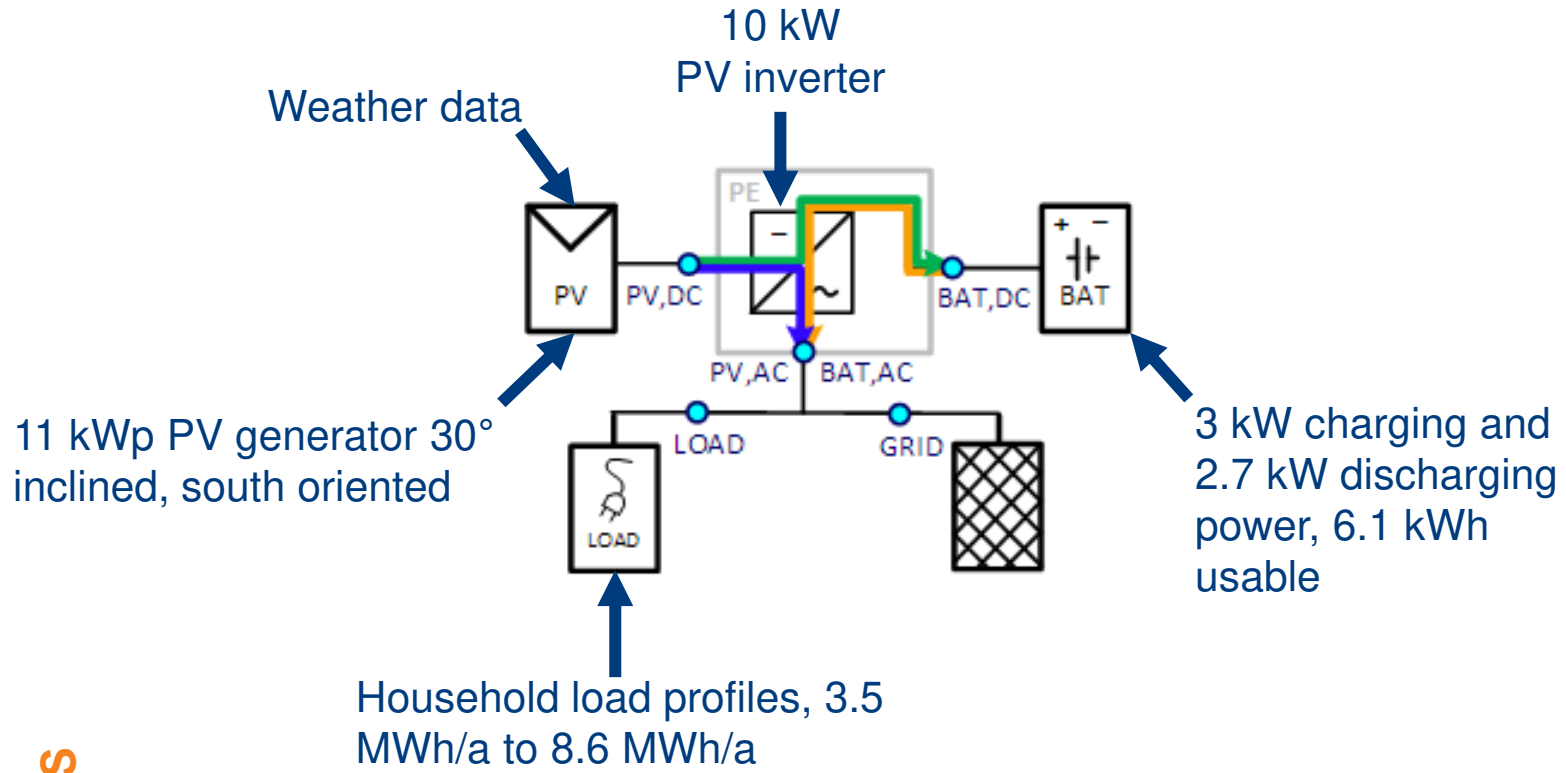 10 kW
PV inverter
Weather data
PE
−
~
PV
PV,DC
BAT,DC
+ −
BAT
PV,AC
BAT,AC
11 kWp PV generator 30°
inclined, south oriented
LOAD
GRID
LOAD
3 kW charging and
2.7 kW discharging
power, 6.1 kWh
usable
Household load profiles, 3.5
MWh/a to 8.6 MWh/a
s